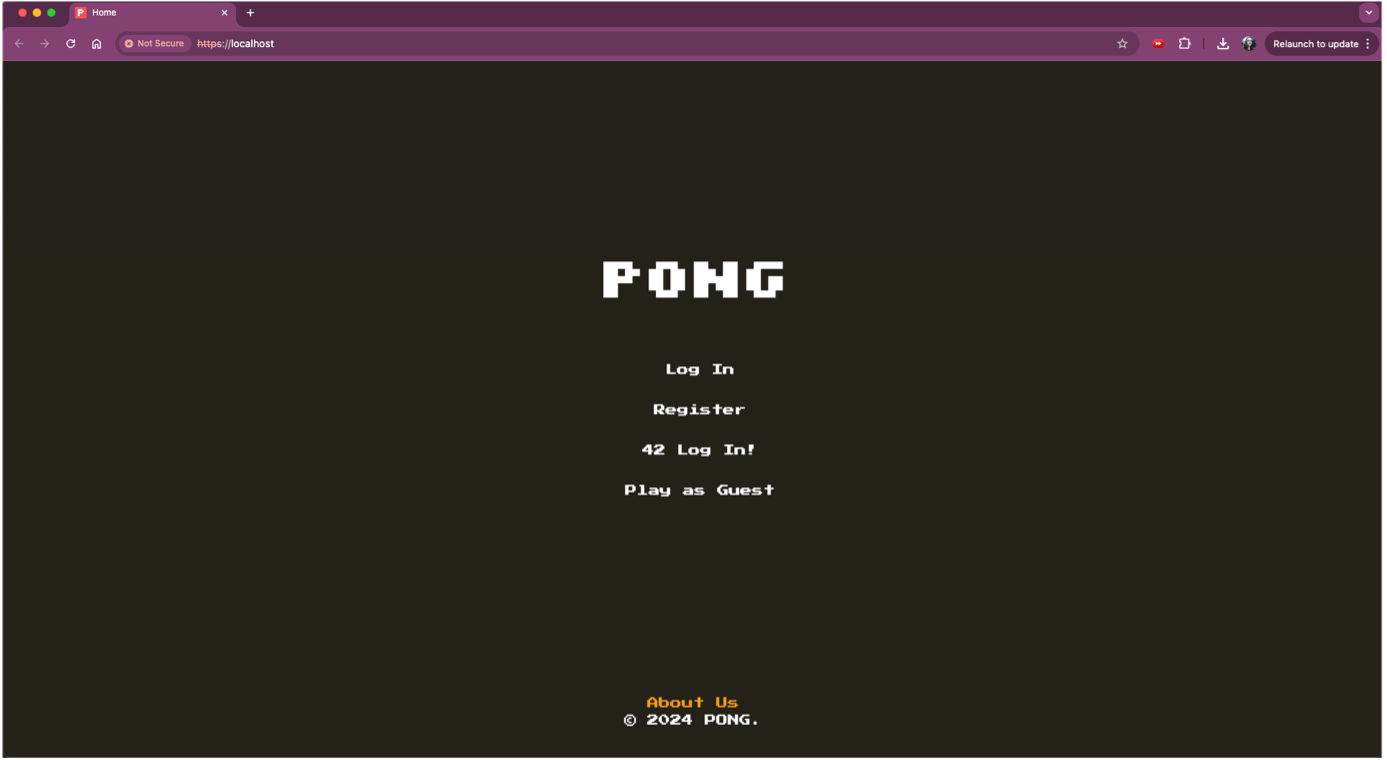 P Home
Not Secure https://localhost Relaunch to update
PONG
Log In
Register
42 Log In!
Play as Guest
About Us
© 2024 PONG.